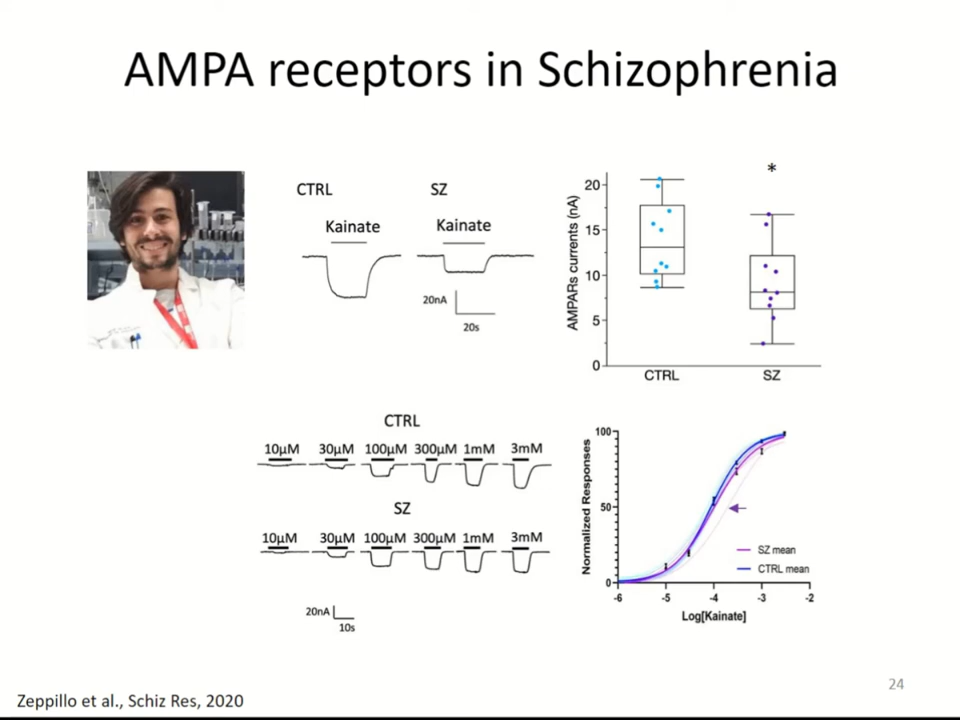 AMPA receptors in Schizophrenia
CTRL
SZ
Kainate
Kainate
20nA
20s
*
AMPARs currents (nA)
20
15
10
5
0
CTRL
SZ
CTRL
10µM 30µM 100µM 300µM 1mM 3mM
SZ
10µM 30µM 100µM 300µM 1mM 3mM
20nA
10s
Normalized Responses
100
50
0
SZ mean
CTRL mean
-6 -5 -4 -3 -2
Log[Kainate]
24
Zeppillo et al., Schiz Res, 2020